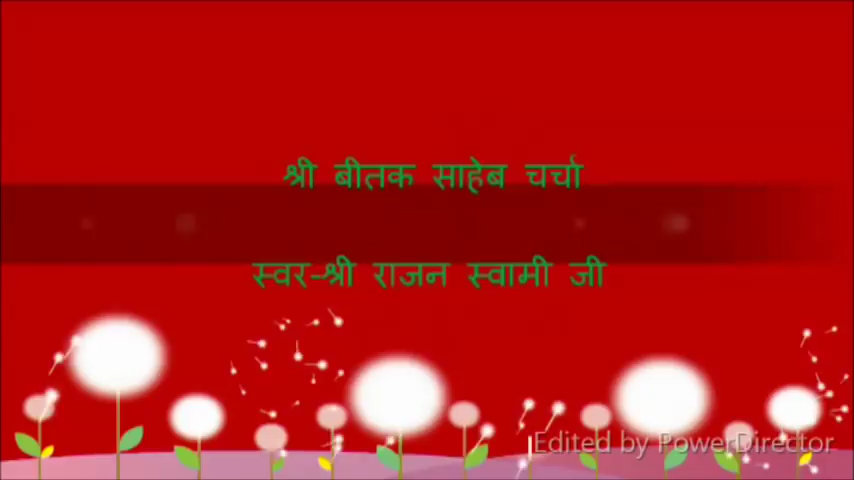 श्री बीतक साहेब चर्चा
स्वर-श्री राजन स्वामी जी
Edited by PowerDirector